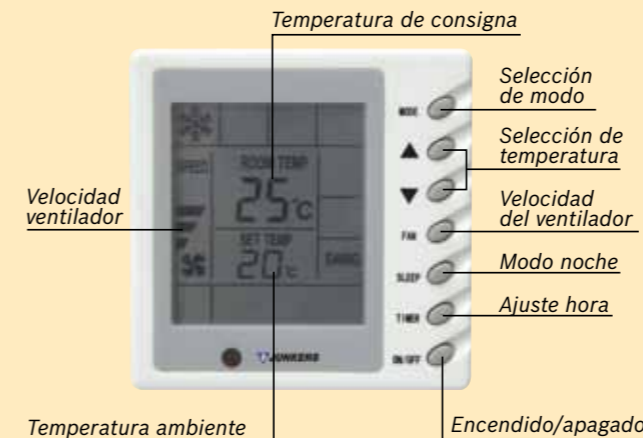 Temperatura de consigna
Selección
de modo
MODE
SPEED
ROOM TEMP
25°C
Selección de
temperatura
Velocidad
ventilador
Velocidad
del ventilador
FAN
SET TEMP
20°C
SWING
Modo noche
SLEEP
Ajuste hora
TIMER
JUNKERS
ON/OFF
Temperatura ambiente
Encendido/apagado